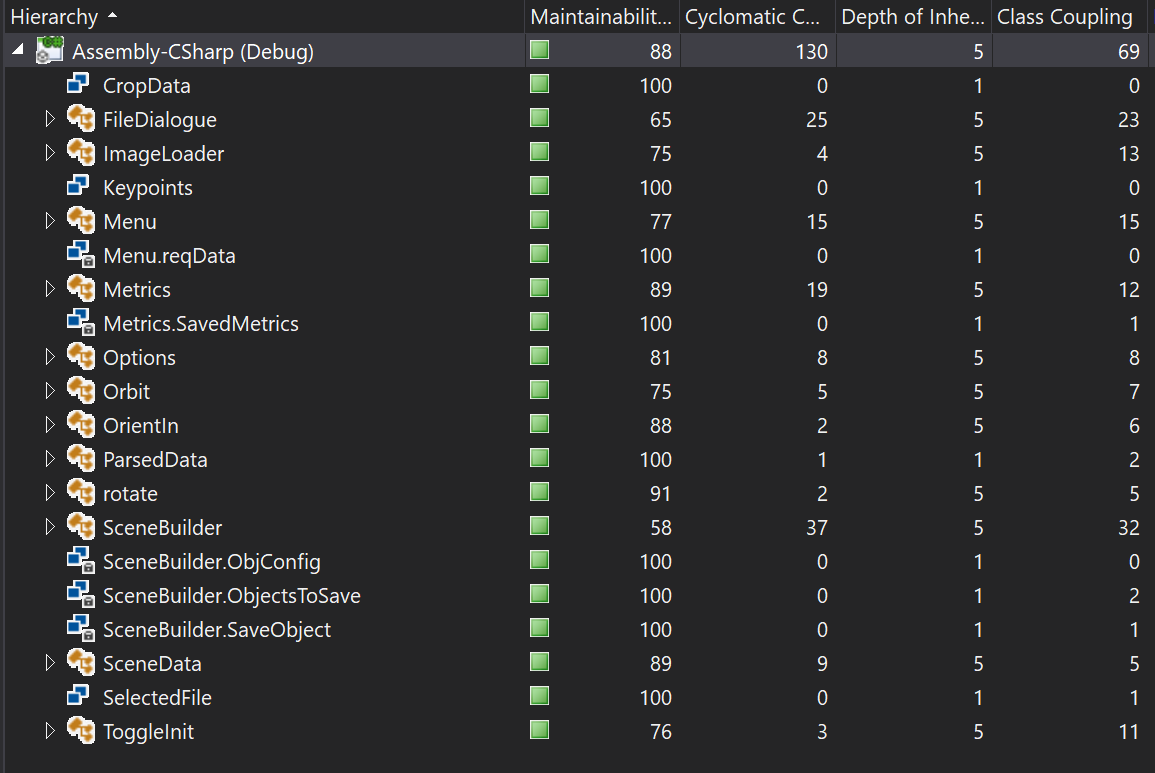 Hierarchy Maintainabilit... Cyclomatic C... Depth of Inhe... Class Coupling
Assembly-CSharp (Debug) 88 130 5 69
CropData 100 0 1 0
FileDialogue 65 25 5 23
ImageLoader 75 4 5 13
Keypoints 100 0 1 0
Menu 77 15 5 15
Menu.reqData 100 0 1 0
Metrics 89 19 5 12
Metrics.SavedMetrics 100 0 1 1
Options 81 8 5 8
Orbit 75 5 5 7
OrientIn 88 2 5 6
ParsedData 100 1 1 2
rotate 91 2 5 5
SceneBuilder 58 37 5 32
SceneBuilder.ObjConfig 100 0 1 0
SceneBuilder.ObjectsToSave 100 0 1 2
SceneBuilder.SaveObject 100 0 1 1
SceneData 89 9 5 5
SelectedFile 100 0 1 1
ToggleInit 76 3 5 11